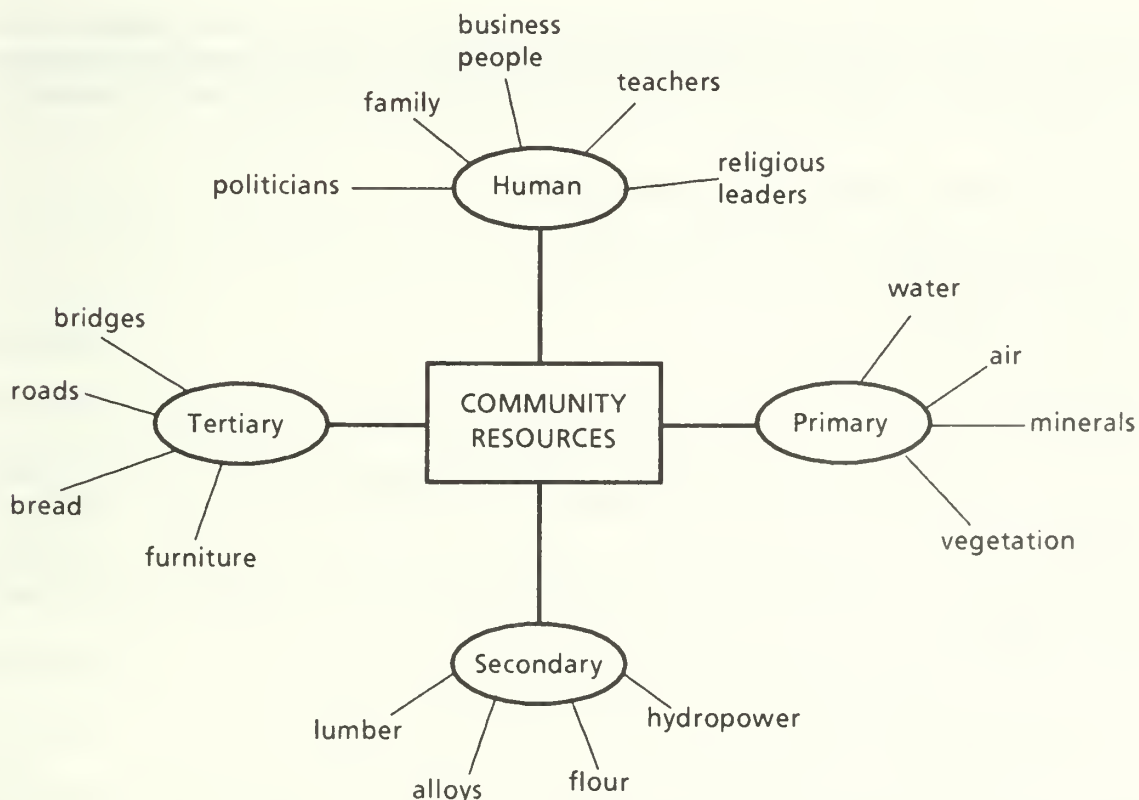 business
people
teachers
family
religious
leaders
politicians
Human
water
bridges
air
roads
COMMUNITY
RESOURCES
Tertiary
Primary
minerals
bread
furniture
vegetation
Secondary
lumber
hydropower
alloys
flour